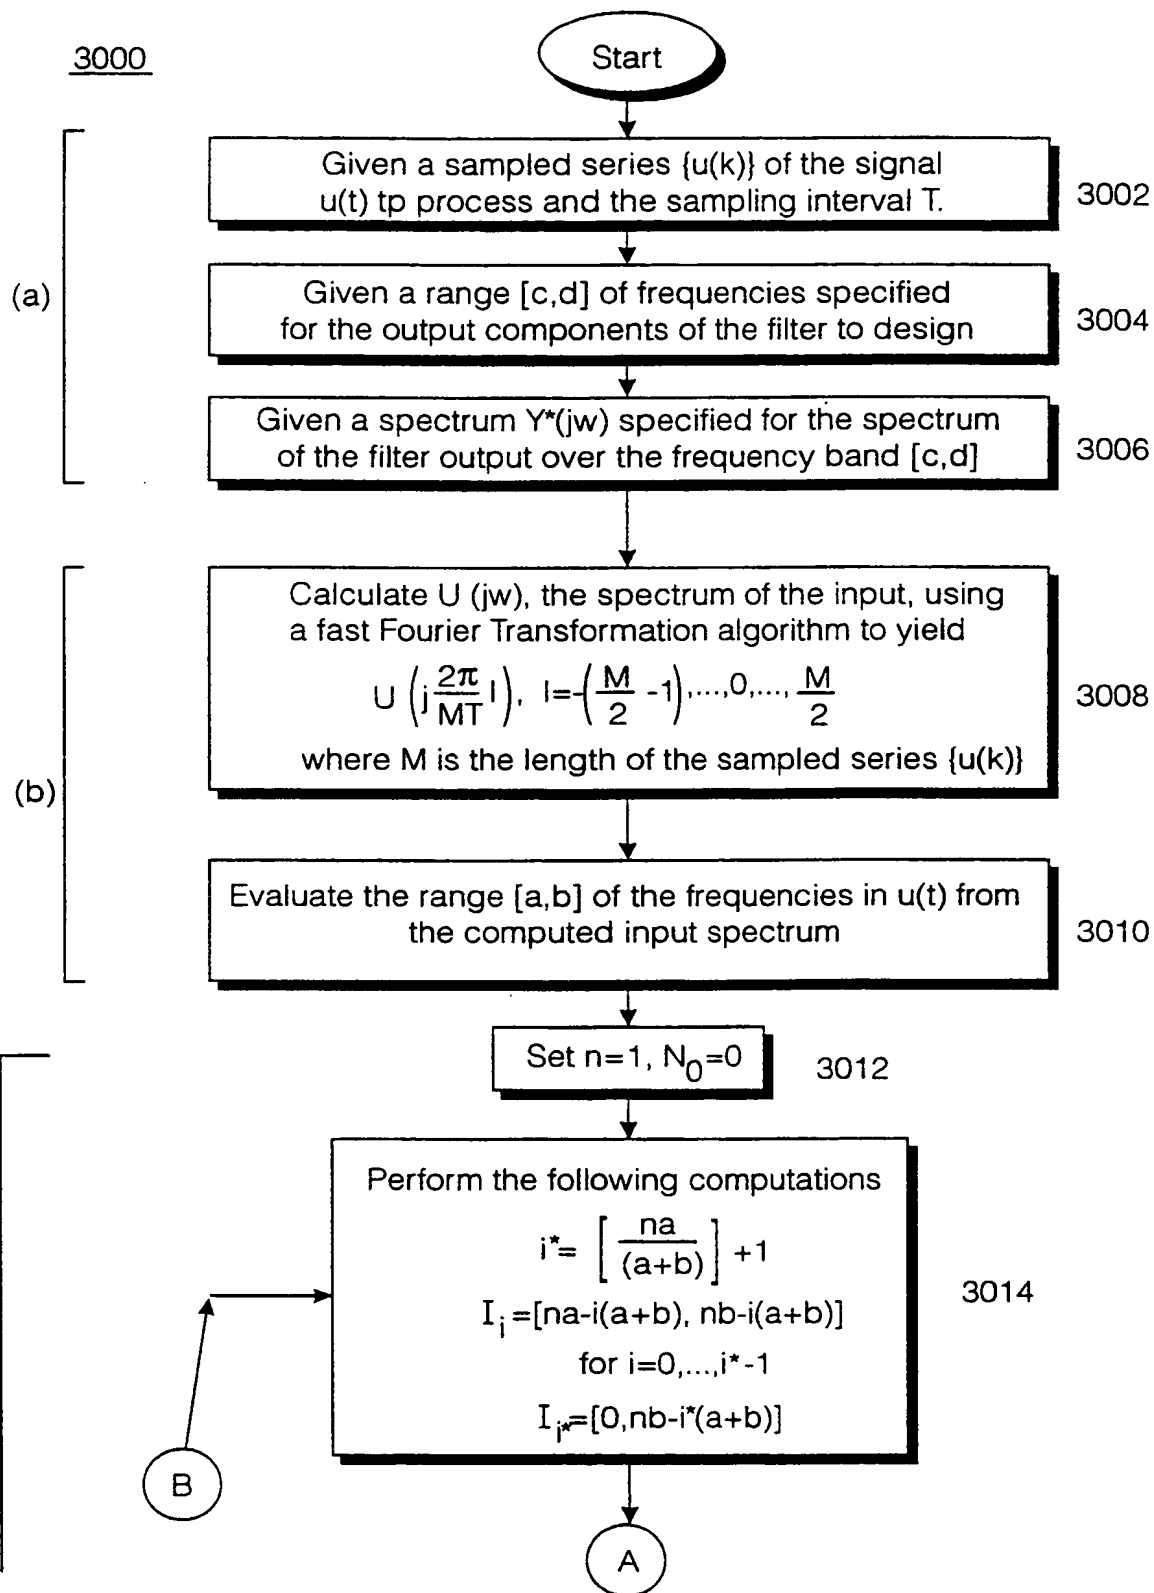 3000
Start
Given a sampled series {u(k)} of the signal
u(t) tp process and the sampling interval T.
3002
(a)
Given a range [c,d] of frequencies specified
for the output components of the filter to design
3004
Given a spectrum Y*(jw) specified for the spectrum
of the filter output over the frequency band [c,d]
3006
(b)
Calculate U (jw), the spectrum of the input, using
a fast Fourier Transformation algorithm to yield
U (j 2π/MT l), l=-(M/2 -1),...,0,..., M/2
where M is the length of the sampled series {u(k)}
3008
Evaluate the range [a,b] of the frequencies in u(t) from
the computed input spectrum
3010
Set n=1, N₀=0
3012
Perform the following computations
i*= [na/(a+b)] +1
Iᵢ=[na-i(a+b), nb-i(a+b)]
for i=0,...,i*-1
I_i*=[0,nb-i*(a+b)]
3014
B
A